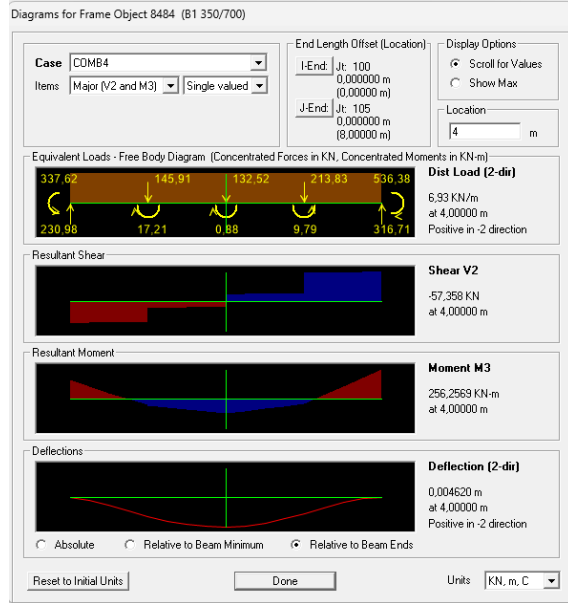 Diagrams for Frame Object 8484 (B1 350/700)
Case COMB4
Items Major (V2 and M3) Single valued
End Length Offset (Location)
I-End: Jt: 100
0,000000 m
(0,00000 m)
J-End: Jt: 105
0,000000 m
(8,00000 m)
Display Options
Scroll for Values
Show Max
Location
4 m
Equivalent Loads - Free Body Diagram (Concentrated Forces in KN, Concentrated Moments in KN-m)
337,62 145,91 132,52 213,83 536,38
230,98 17,21 0,88 9,79 316,71
Dist Load (2-dir)
6,93 KN/m
at 4,00000 m
Positive in -2 direction
Resultant Shear
Shear V2
-57,358 KN
at 4,00000 m
Resultant Moment
Moment M3
256,2569 KN-m
at 4,00000 m
Deflections
Deflection (2-dir)
0,004620 m
at 4,00000 m
Positive in -2 direction
Absolute Relative to Beam Minimum Relative to Beam Ends
Reset to Initial Units Done Units KN, m, C